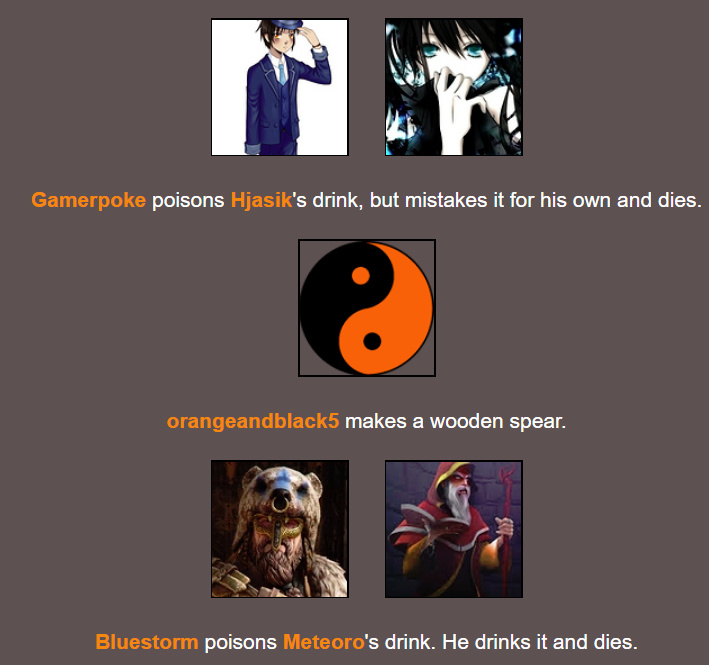 Gamerpoke poisons Hjasik's drink, but mistakes it for his own and dies.
orangeandblack5 makes a wooden spear.
Bluestorm poisons Meteoro's drink. He drinks it and dies.